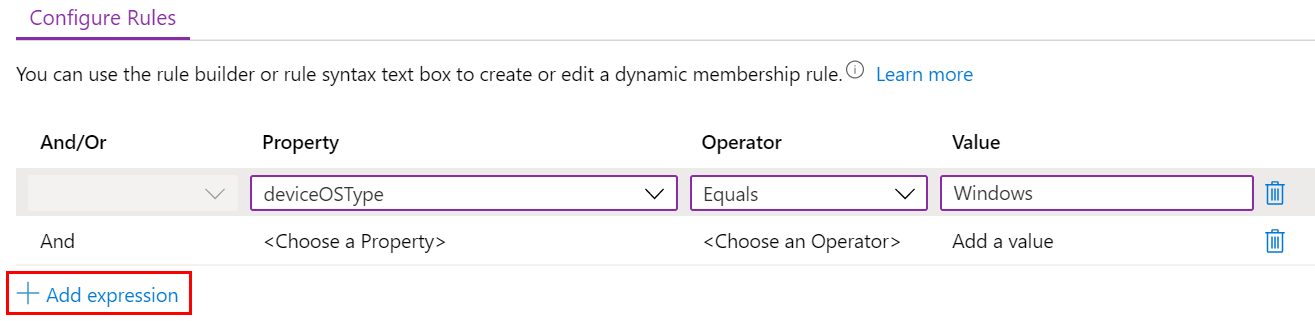 Configure Rules
You can use the rule builder or rule syntax text box to create or edit a dynamic membership rule. Learn more
And/Or Property Operator Value
deviceOSType Equals Windows
And <Choose a Property> <Choose an Operator> Add a value
+ Add expression